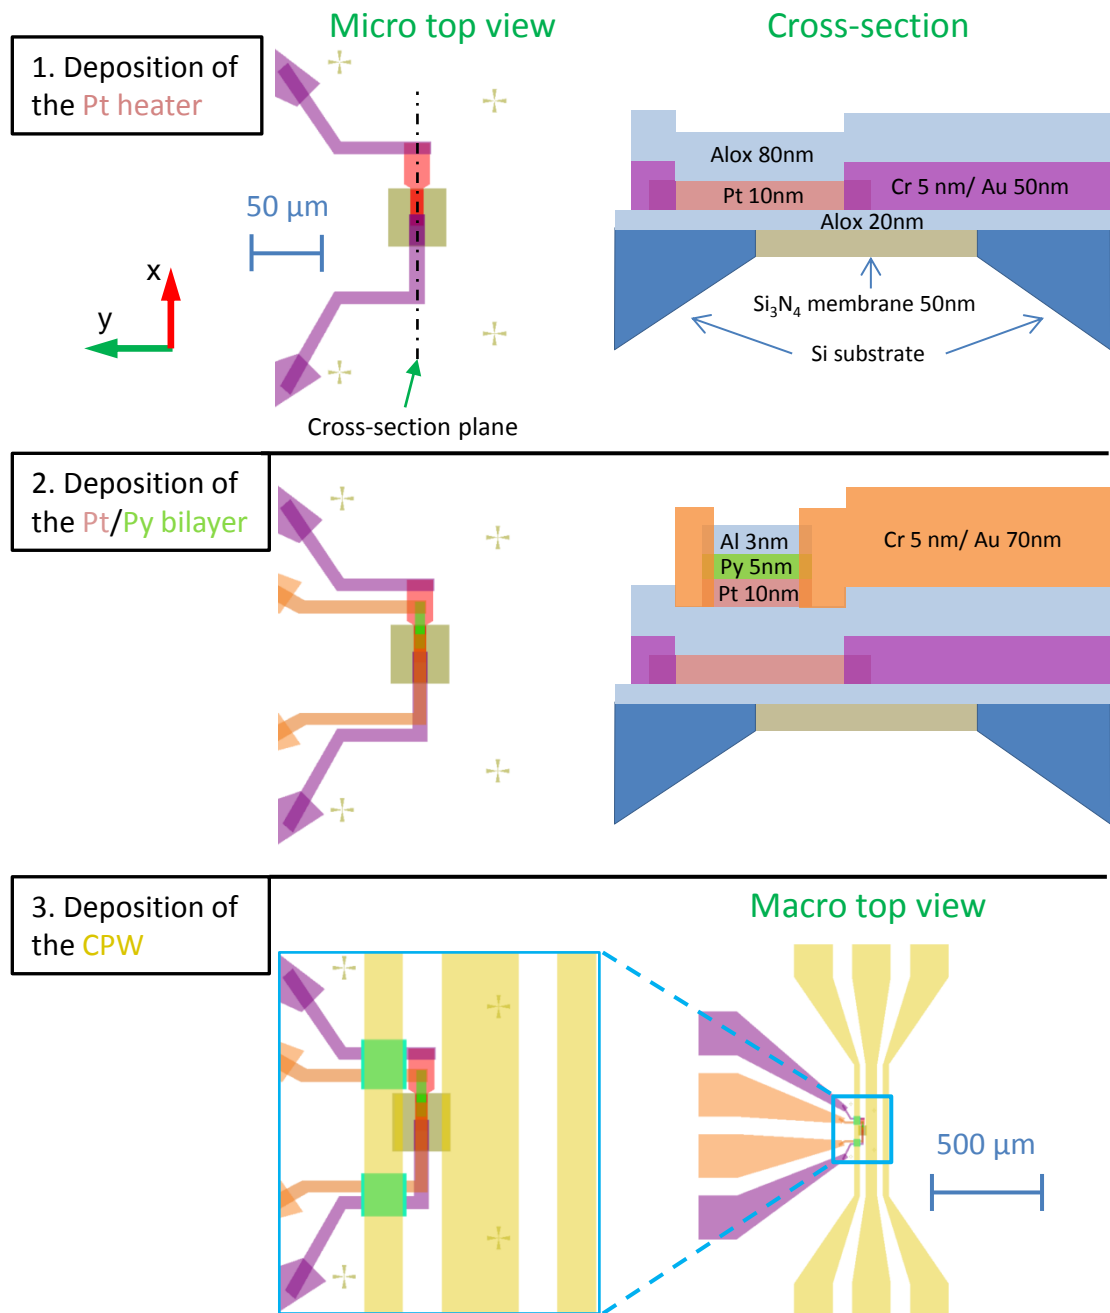 Micro top view
Cross-section
1. Deposition of
the Pt heater
50 µm
x
y
Cross-section plane
Alox 80nm
Pt 10nm
Cr 5 nm/ Au 50nm
Alox 20nm
Si₃N₄ membrane 50nm
Si substrate
2. Deposition of
the Pt/Py bilayer
Al 3nm
Py 5nm
Pt 10nm
Cr 5 nm/ Au 70nm
3. Deposition of
the CPW
Macro top view
500 µm